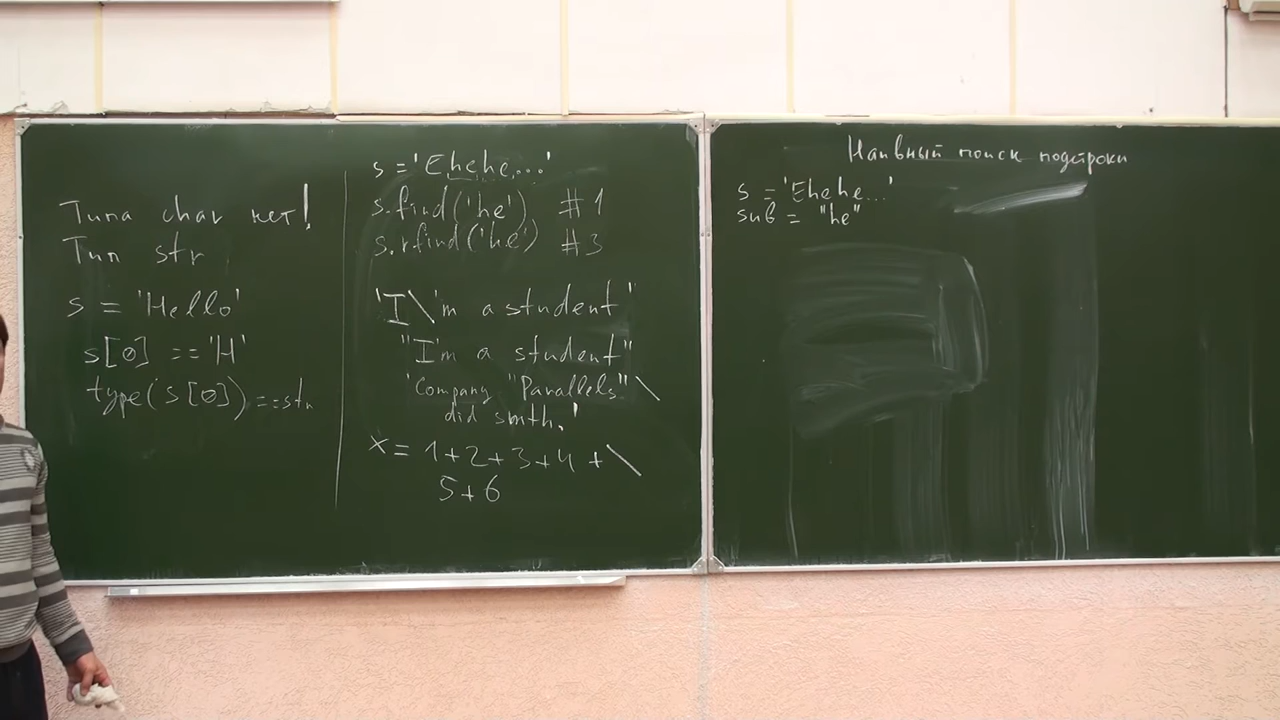 Типа char нет!
Тип str
s = 'Hello'
s[0] == 'H'
type(s[0]) == str
s = 'Ehehe...'
s.find('he') #1
s.rfind('he') #3
'I\'m a student"
"I'm a student"
'Company "Parallels" \
did smth.'
x = 1+2+3+4+\
5+6
Наивный поиск подстроки
s = 'Ehehe...'
sub = "he"